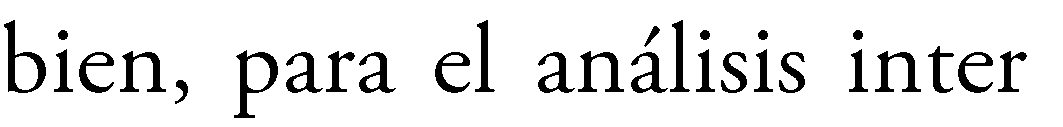 bien, para el análisis inter